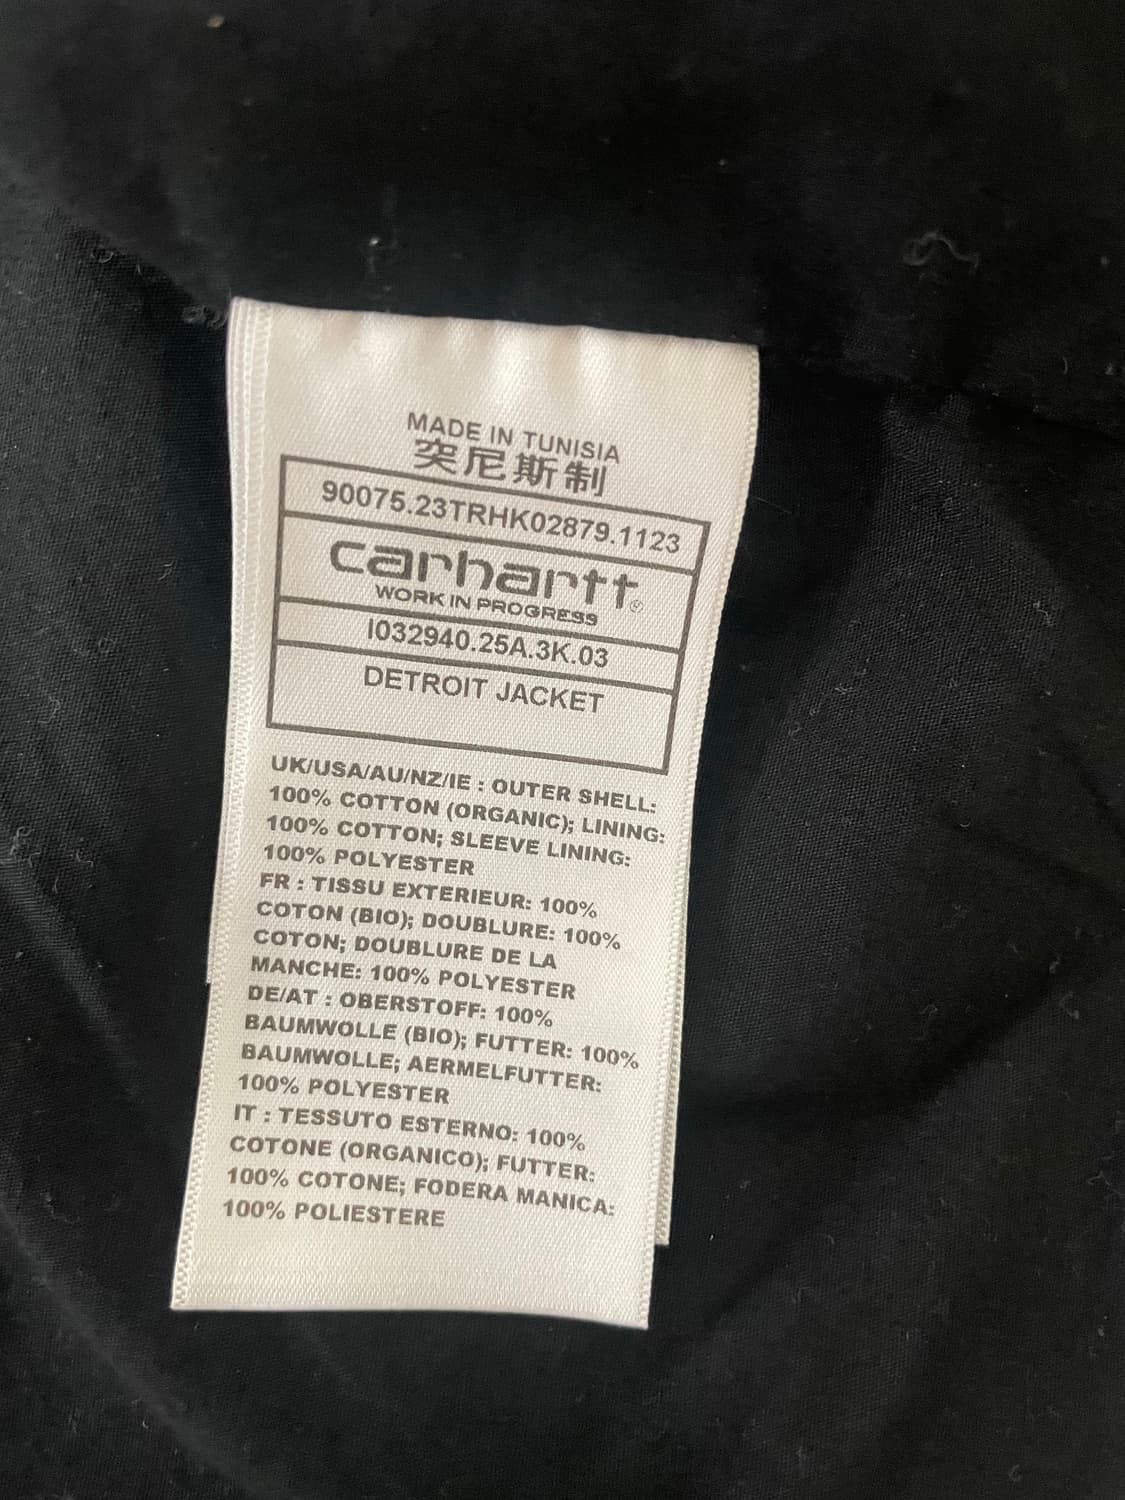 MADE IN TUNISIA
突尼斯制
90075.23TRHK02879.1123
carhartt®
WORK IN PROGRESS
I032940.25A.3K.03
DETROIT JACKET
UK/USA/AU/NZ/IE : OUTER SHELL:
100% COTTON (ORGANIC); LINING:
100% COTTON; SLEEVE LINING:
100% POLYESTER
FR : TISSU EXTERIEUR: 100%
COTON (BIO); DOUBLURE: 100%
COTON; DOUBLURE DE LA
MANCHE: 100% POLYESTER
DE/AT : OBERSTOFF: 100%
BAUMWOLLE (BIO); FUTTER: 100%
BAUMWOLLE; AERMELFUTTER:
100% POLYESTER
IT : TESSUTO ESTERNO: 100%
COTONE (ORGANICO); FUTTER:
100% COTONE; FODERA MANICA:
100% POLIESTERE